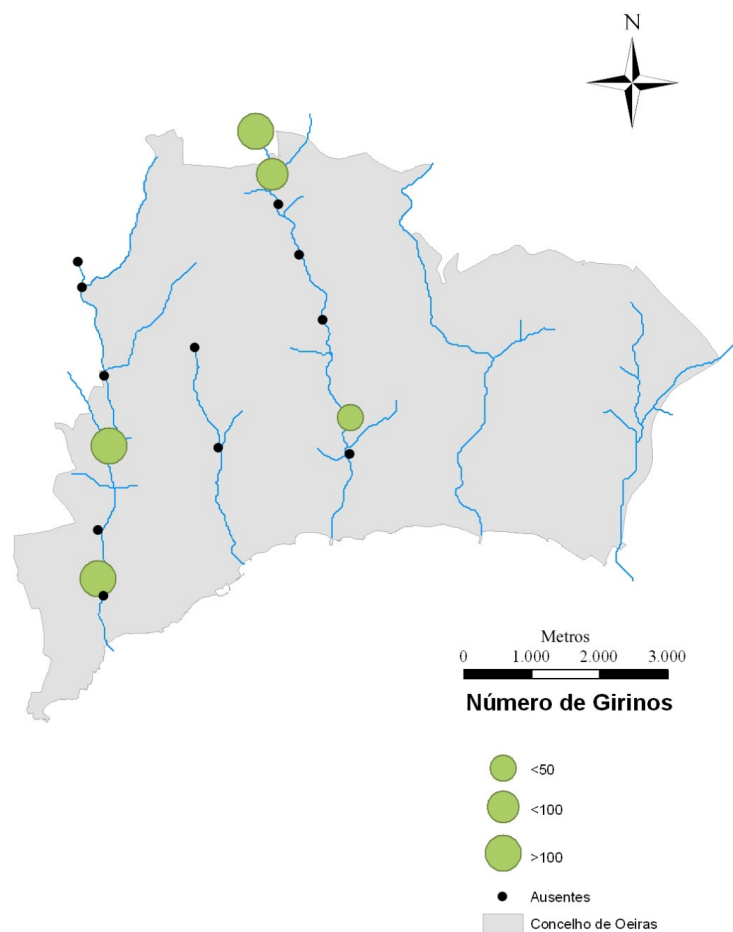 N
Metros
0 1.000 2.000 3.000
Número de Girinos
<50
<100
>100
Ausentes
Concelho de Oeiras